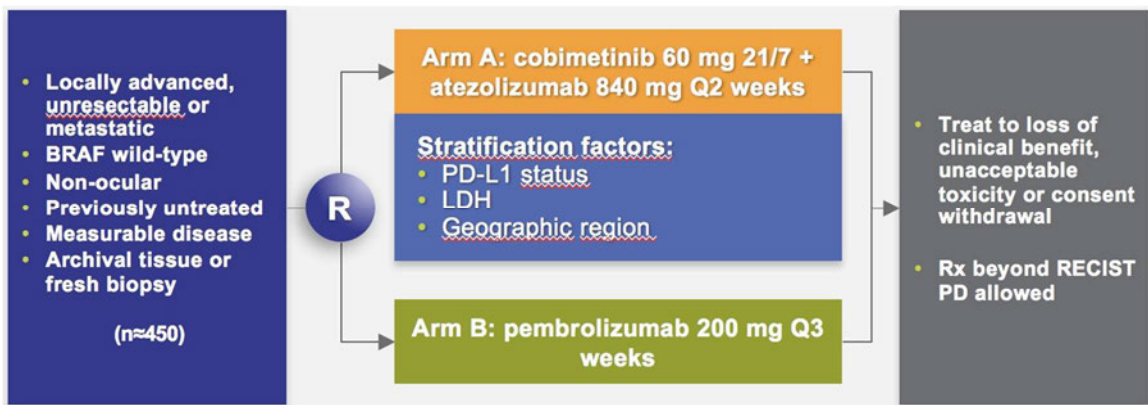 • Locally advanced,
unresectable or
metastatic
• BRAF wild-type
• Non-ocular
• Previously untreated
• Measurable disease
• Archival tissue or
fresh biopsy
(n≈450)
R
Arm A: cobimetinib 60 mg 21/7 +
atezolizumab 840 mg Q2 weeks
Stratification factors:
• PD-L1 status
• LDH
• Geographic region
Arm B: pembrolizumab 200 mg Q3
weeks
• Treat to loss of
clinical benefit,
unacceptable
toxicity or consent
withdrawal
• Rx beyond RECIST
PD allowed